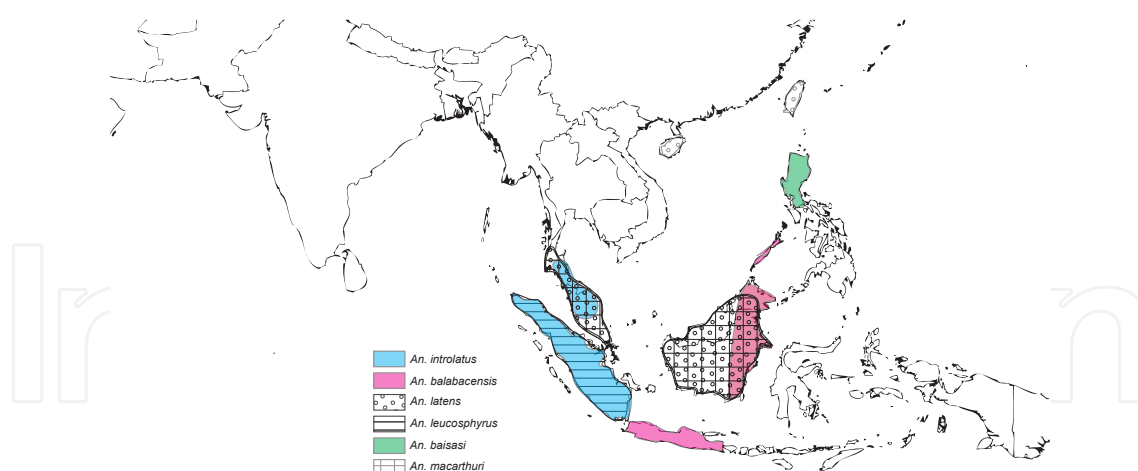 An. introlatus
An. balabacensis
An. latens
An. leucosphyrus
An. baisasi
An. macarthuri